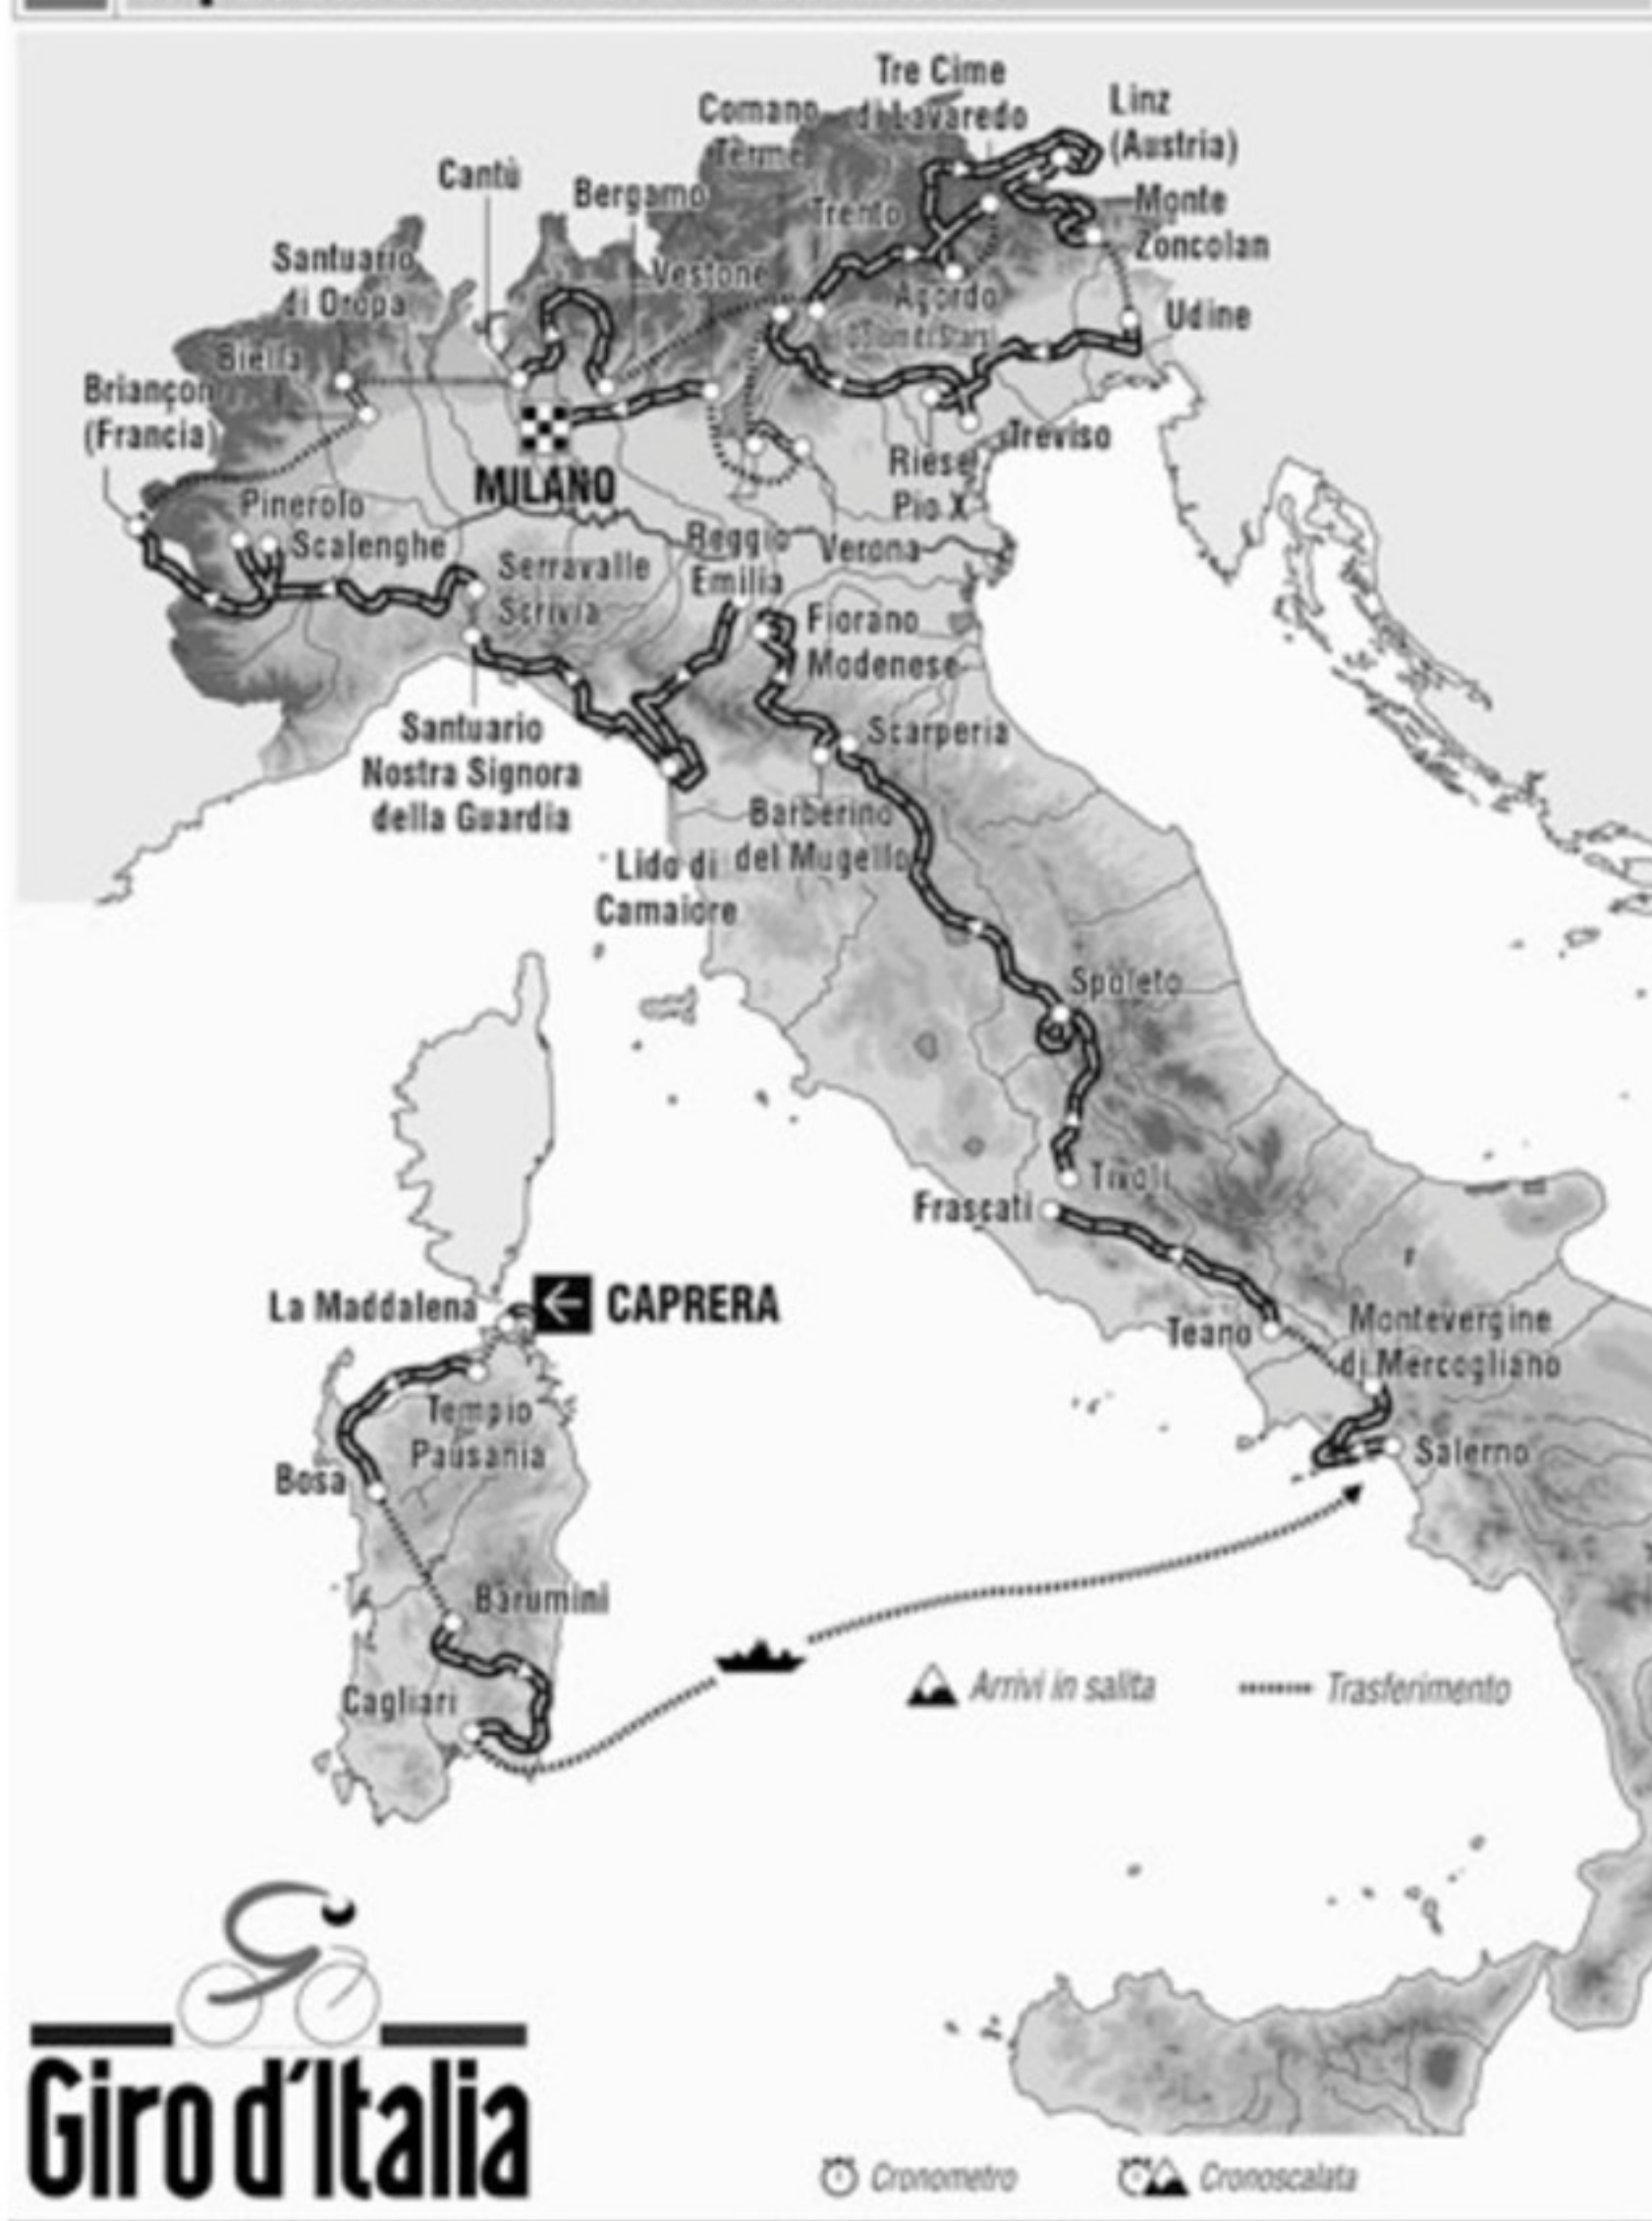 Tre Cime
di Lavaredo
Linz
(Austria)
Comano
Terme
Cantù
Bergamo
Trento
Monte
Zoncolan
Santuario
di Oropa
Vestone
Agordo
Udine
Biella
Briançon
(Francia)
Treviso
Riese
Pio X
MILANO
Pinerolo
Scalenghe
Reggio
Emilia
Verona
Serravalle
Scrivia
Fiorano
Modenese
Santuario
Nostra Signora
della Guardia
Scarperia
Barberino
del Mugello
Lido di
Camaiore
Spoleto
Tivoli
Frascati
La Maddalena
CAPRERA
Teano
Montevergine
di Mercogliano
Tempio
Pausania
Bosa
Salerno
Barumini
Cagliari
Arrivi in salita
Trasferimento
Giro d'Italia
Cronometro
Cronoscalata